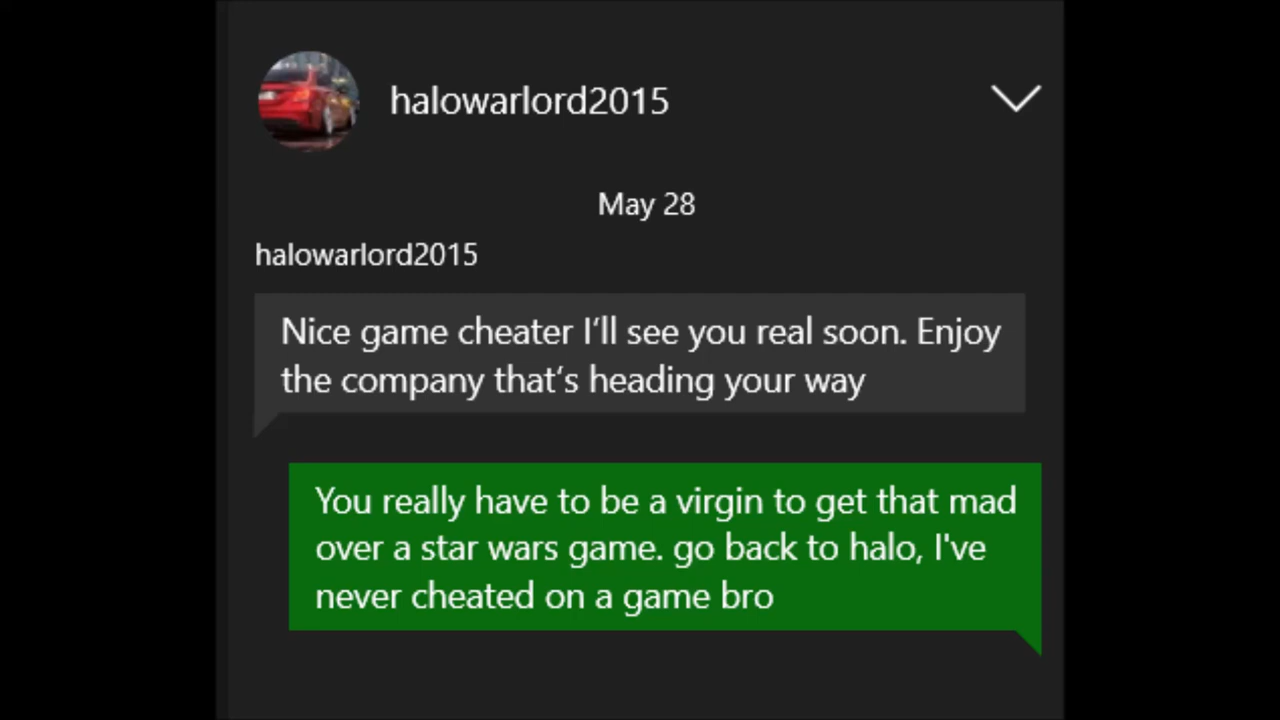 halowarlord2015
May 28
halowarlord2015
Nice game cheater I‘ll see you real soon. Enjoy
the company that‘s heading your way
You really have to be a virgin to get that mad
over a star wars game. go back to halo, I've
never cheated on a game bro